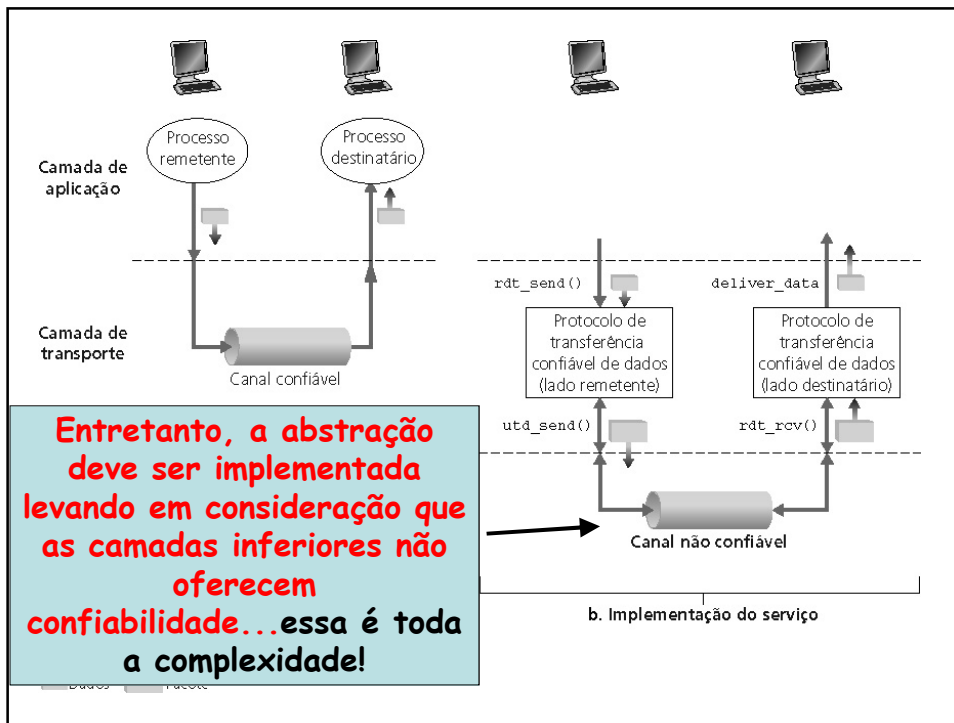 Processo
remetente
Processo
destinatário
Camada de
aplicação
rdt_send()
deliver_data
Camada de
transporte
Canal confiável
Protocolo de
transferência
confiável de dados
(lado remetente)
Protocolo de
transferência
confiável de dados
(lado destinatário)
utd_send()
rdt_rcv()
Entretanto, a abstração
deve ser implementada
levando em consideração que
as camadas inferiores não
oferecem
confiabilidade...essa é toda
a complexidade!
Canal não confiável
b. Implementação do serviço
Dados
Pacote